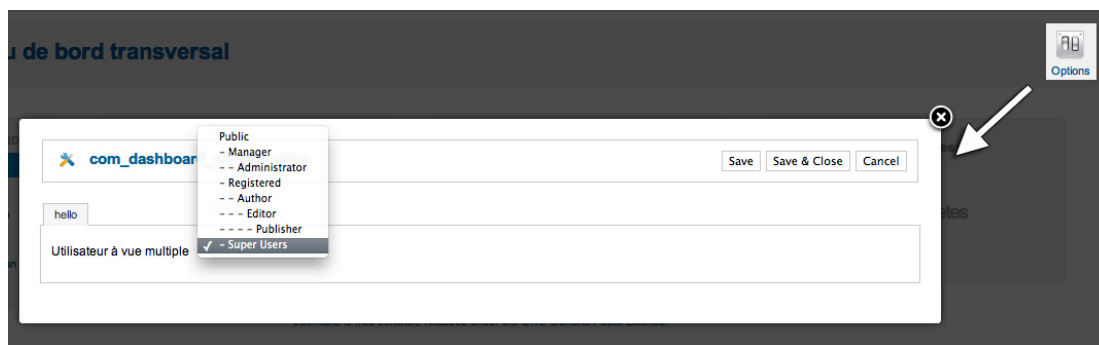 u de bord transversal
Options
com_dashboar
Save
Save & Close
Cancel
Public
- Manager
- - Administrator
- Registered
- - Author
- - - Editor
- - - - Publisher
✓ - Super Users
hello
Utilisateur à vue multiple